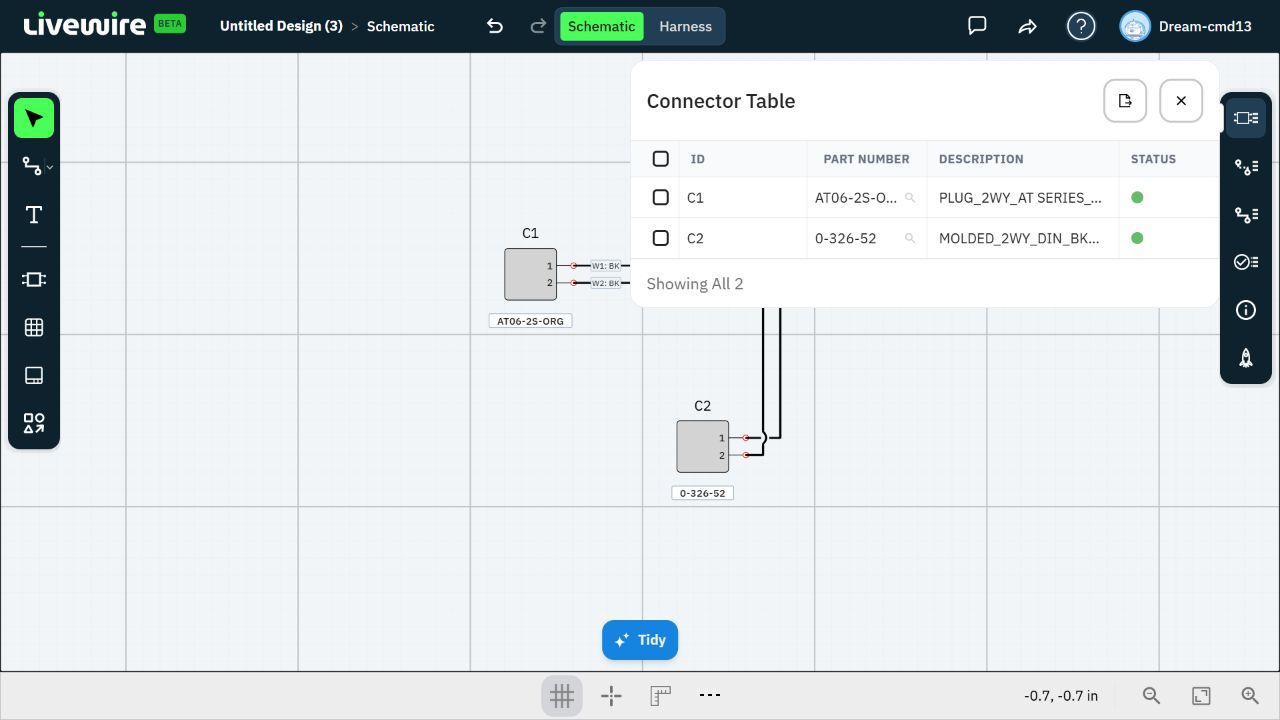 Livewire BETA
Untitled Design (3) > Schematic
Schematic
Harness
?
Dream-cmd13
Connector Table
ID PART NUMBER DESCRIPTION STATUS
C1 AT06-2S-O... PLUG_2WY_AT SERIES_...
C2 0-326-52 MOLDED_2WY_DIN_BK...
Showing All 2
C1
1 W1: BK
2 W2: BK
AT06-2S-ORG
C2
1
2
0-326-52
Tidy
-0.7, -0.7 in